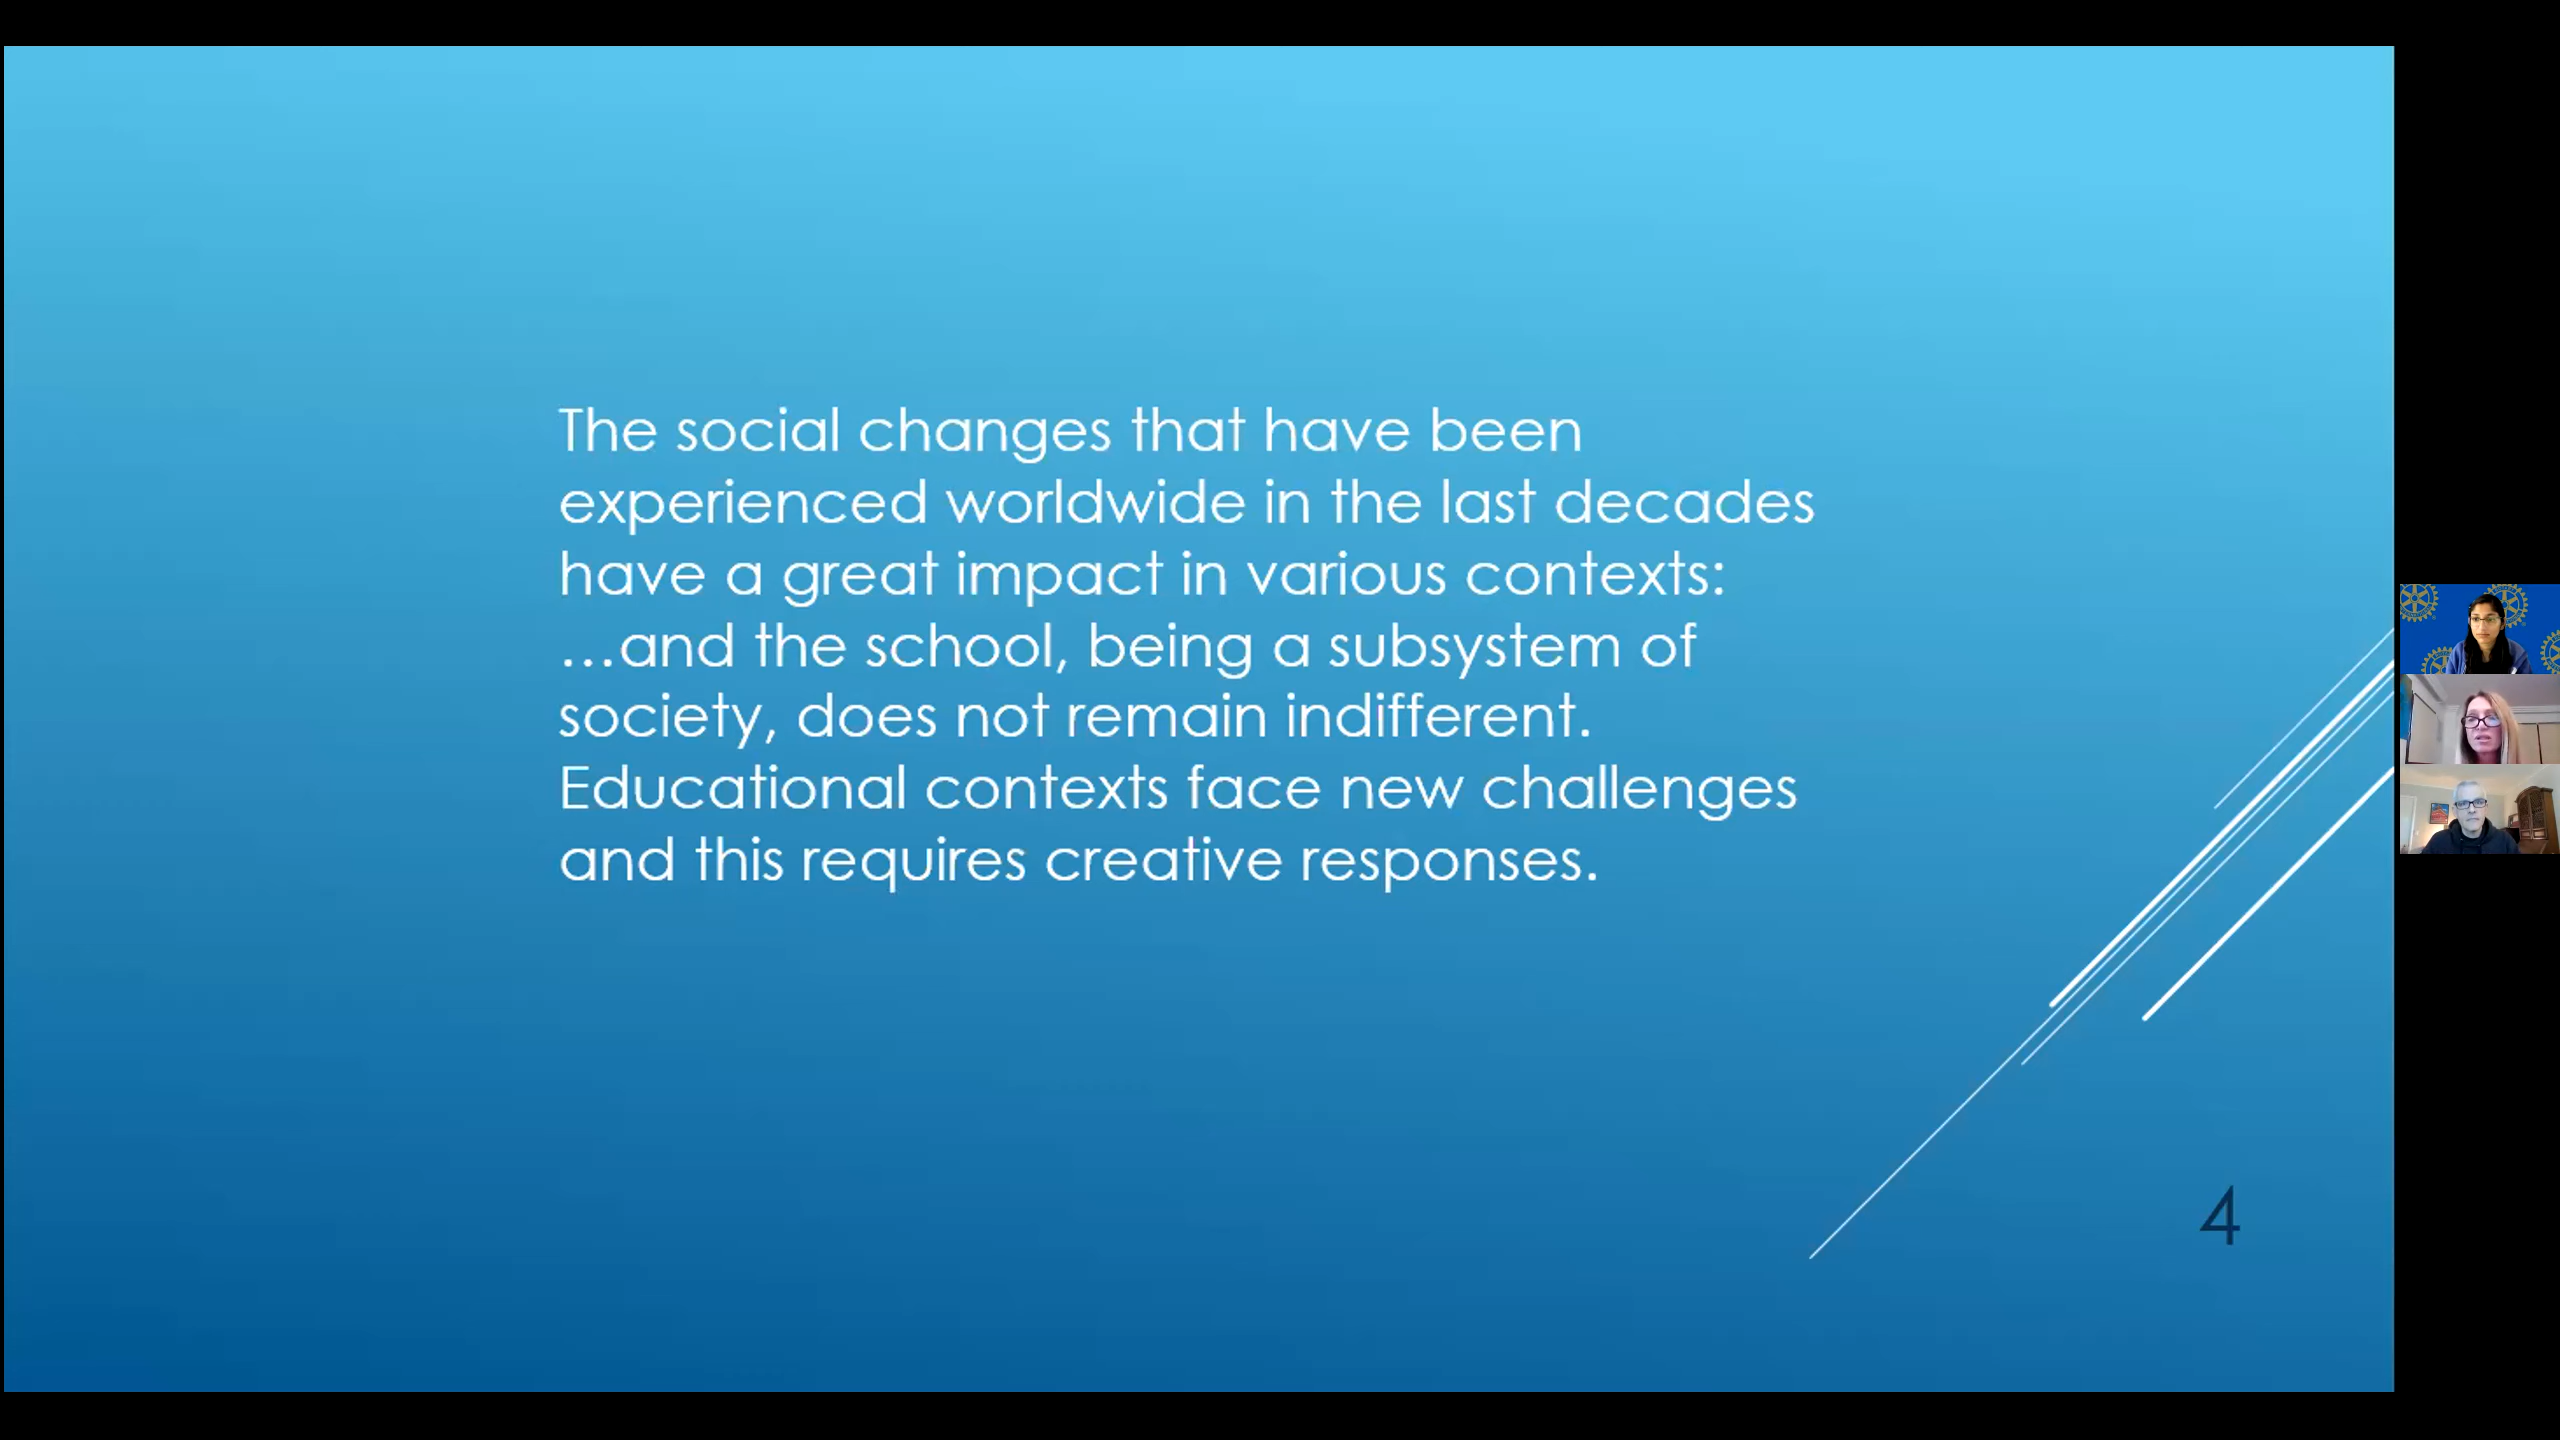 The social changes that have been
experienced worldwide in the last decades
have a great impact in various contexts:
…and the school, being a subsystem of
society, does not remain indifferent.
Educational contexts face new challenges
and this requires creative responses.
4